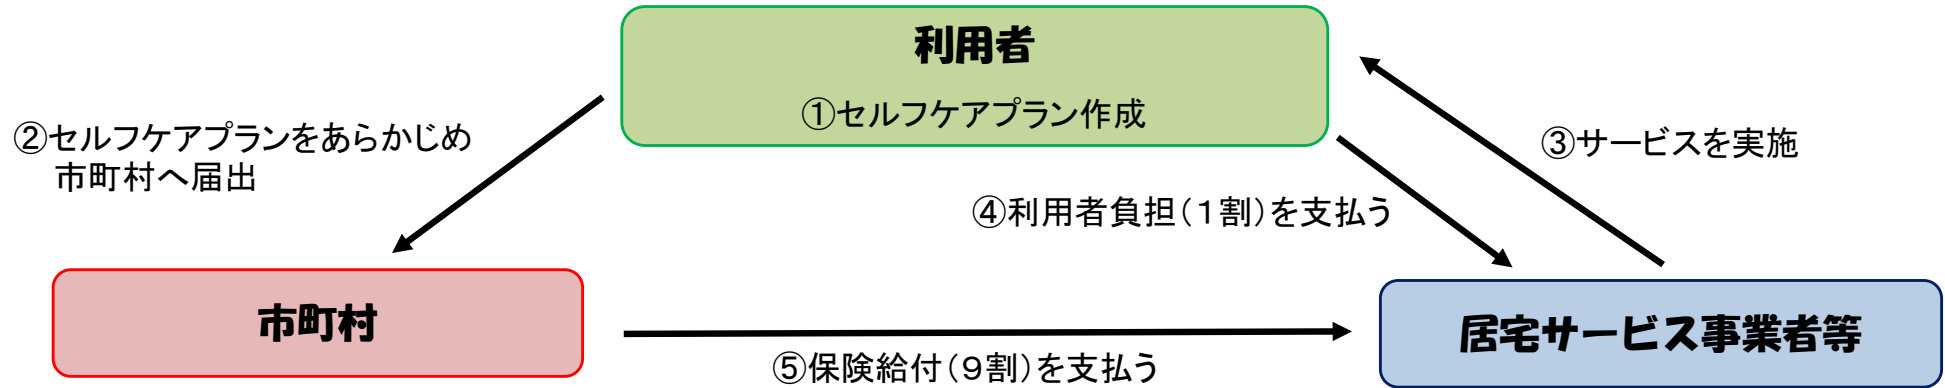 利用者
①セルフケアプラン作成
②セルフケアプランをあらかじめ
市町村へ届出
③サービスを実施
④利用者負担（１割）を支払う
市町村
居宅サービス事業者等
⑤保険給付（９割）を支払う